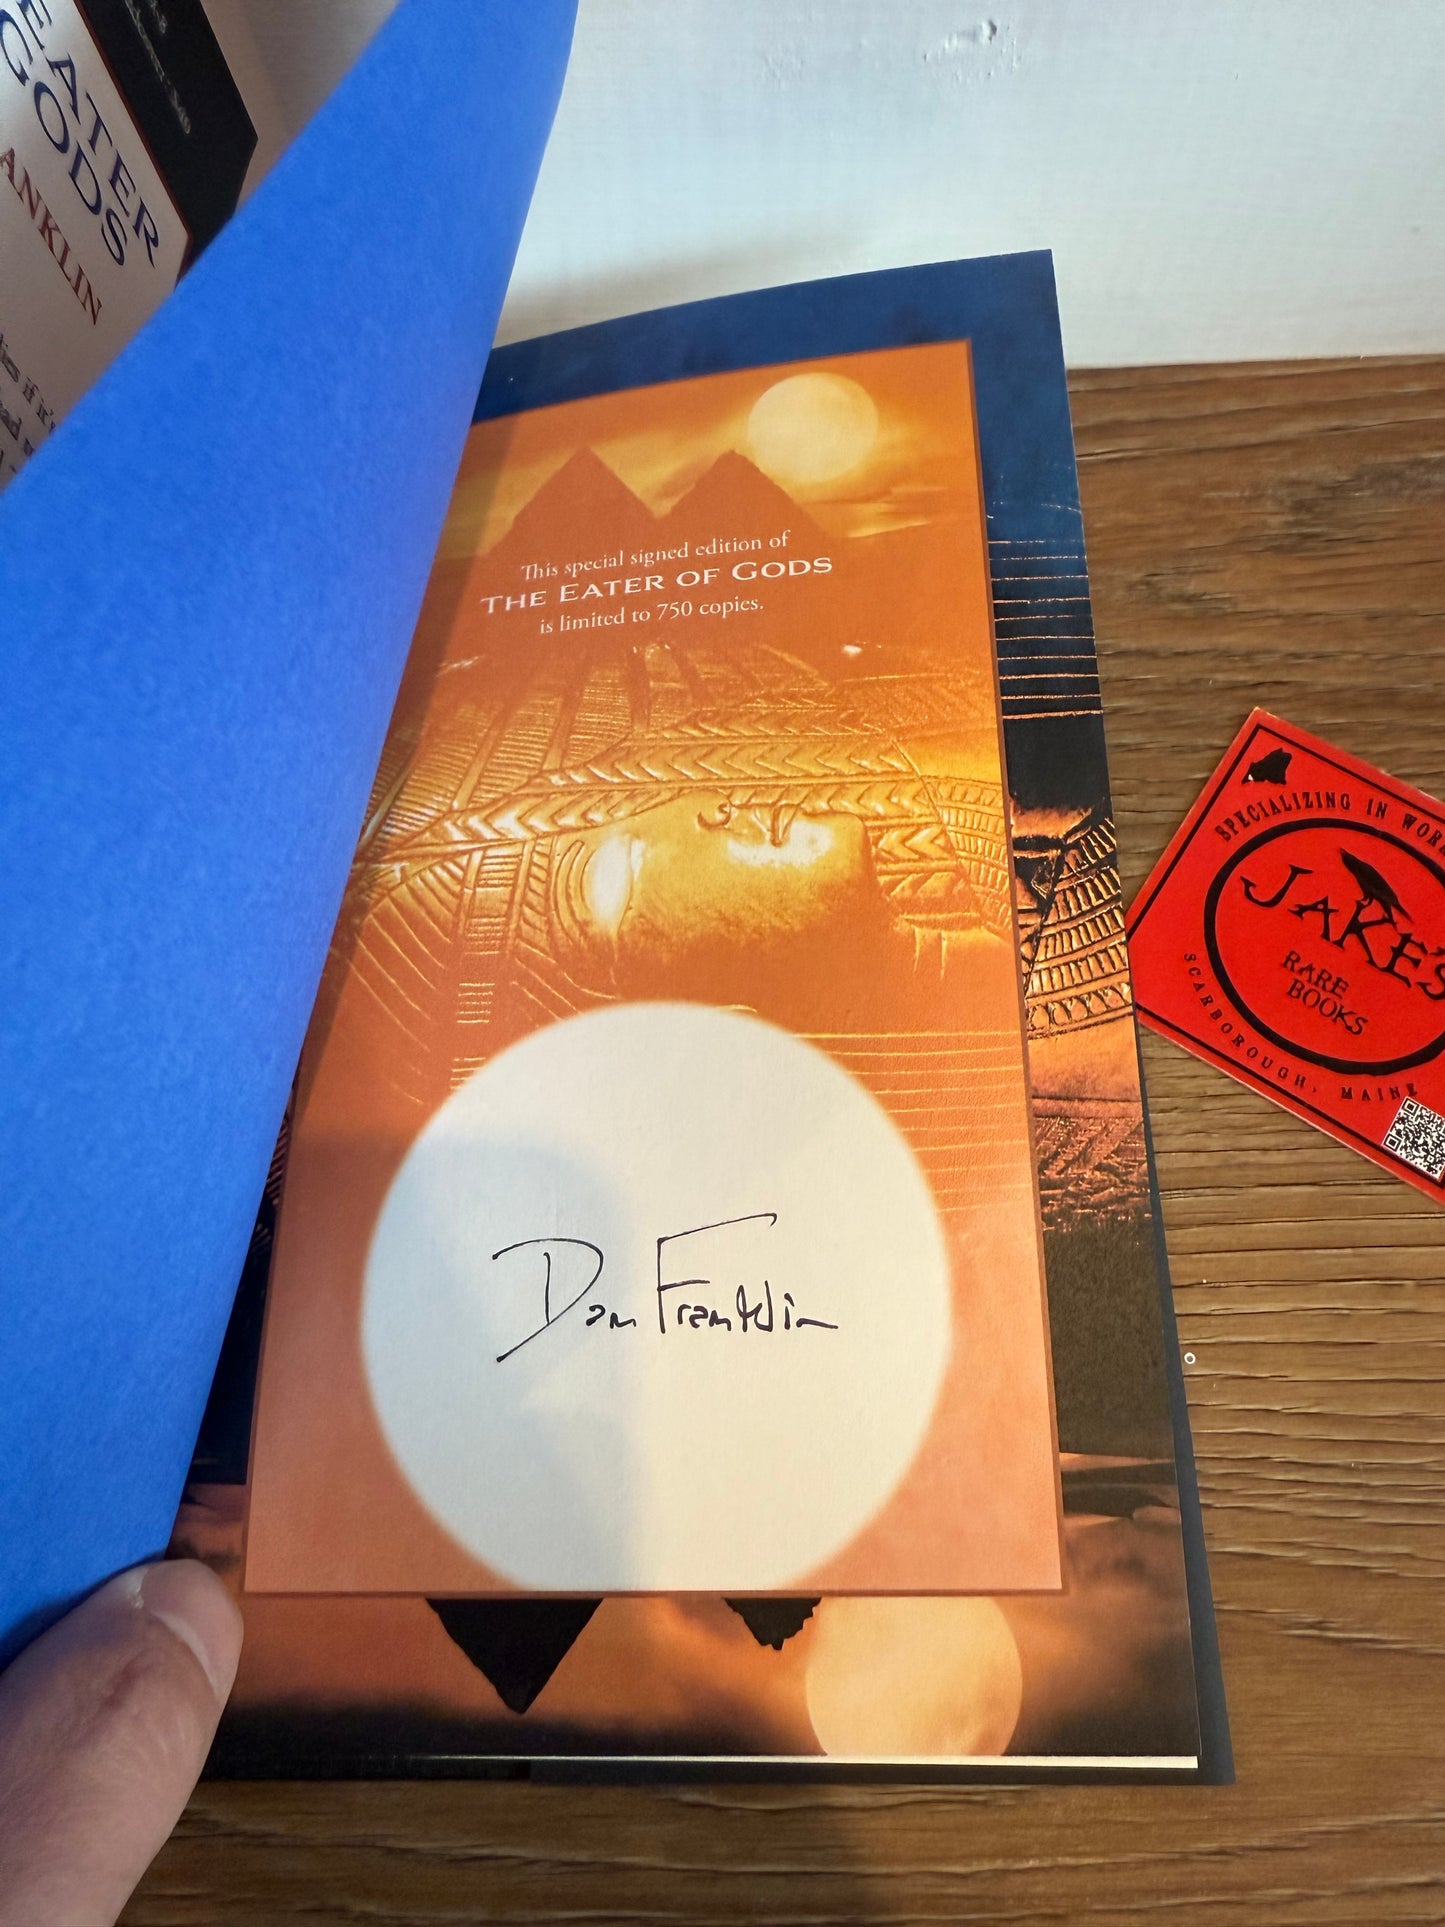 EATER
GODS
ANKLIN
This special signed edition of
THE EATER OF GODS
is limited to 750 copies.
Dan Franklin
SPECIALIZING IN
JAKE'S
RARE
BOOKS
SCARBOROUGH, MAINE